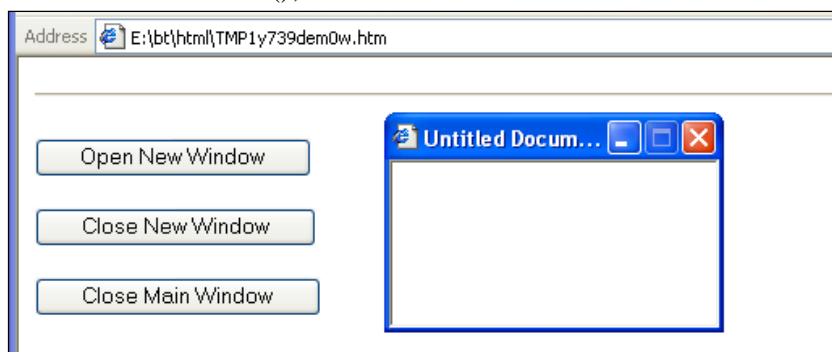 ();
Address E:\bt\html\TMP1y739dem0w.htm
Untitled Docum...
Open New Window
Close New Window
Close Main Window